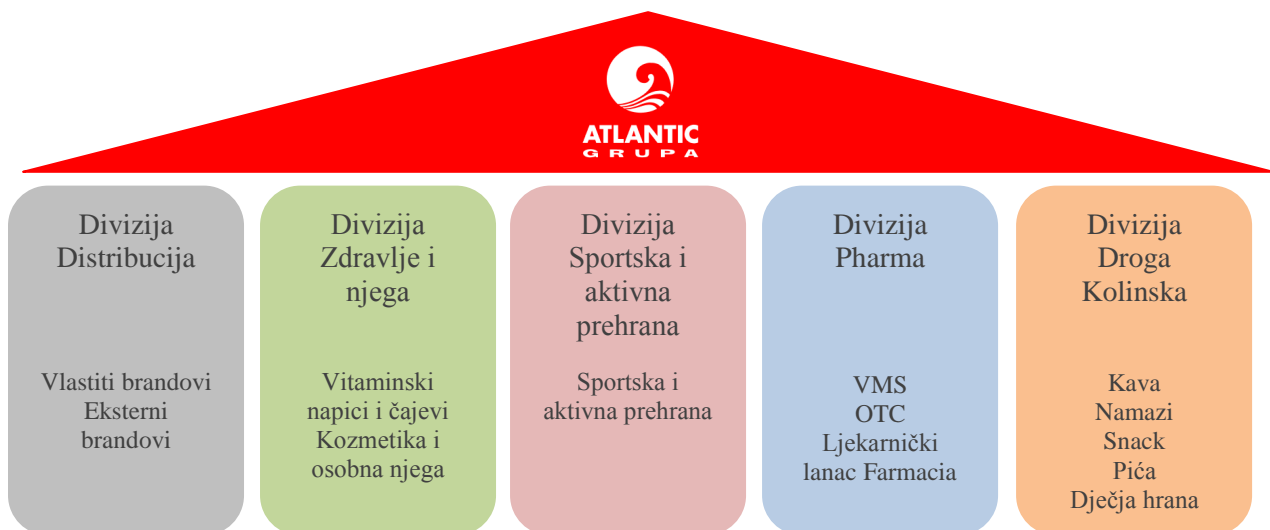 ATLANTIC
GRUPA
Divizija
Distribucija
Vlastiti brandovi
Eksterni
brandovi
Divizija
Zdravlje i
njega
Vitaminski
napici i čajevi
Kozmetika i
osobna njega
Divizija
Sportska i
aktivna
prehrana
Sportska i
aktivna prehrana
Divizija
Pharma
VMS
OTC
Ljekarnički
lanac Farmacia
Divizija
Droga
Kolinska
Kava
Namazi
Snack
Pića
Dječja hrana